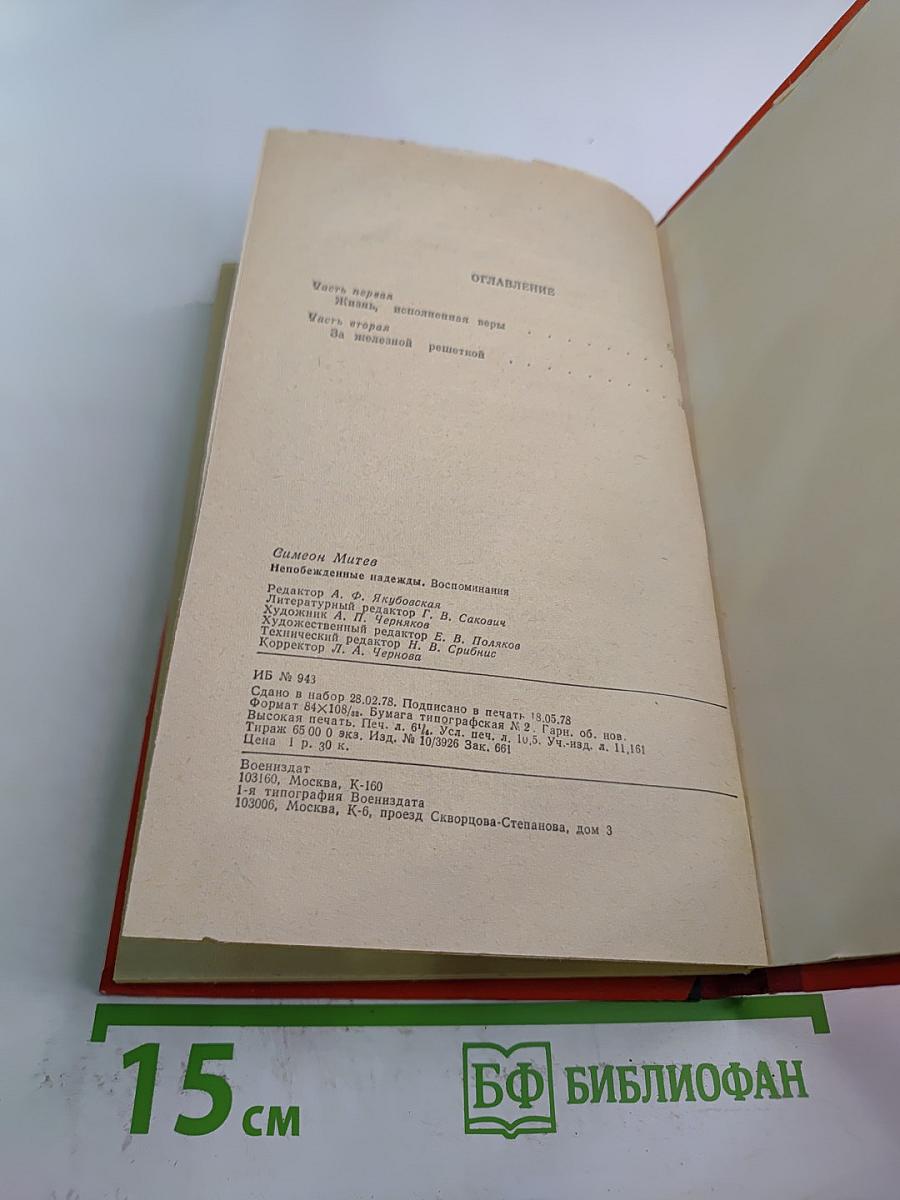 ОГЛАВЛЕНИЕ
Часть первая
Жизнь, исполненная веры . . . . . . .
Часть вторая
За железной решеткой . . . . . . . .
Симеон Митев
Непобежденные надежды. Воспоминания
Редактор А. Ф. Якубовская
Литературный редактор Г. В. Сакович
Художник А. П. Черняков
Художественный редактор Е. В. Поляков
Технический редактор Н. В. Срибнис
Корректор Л. А. Чернова
ИБ № 943
Сдано в набор 28.02.78. Подписано в печать 18.05.78
Формат 84×108/32. Бумага типографская № 2. Гарн. об. нов.
Высокая печать. Печ. л. 6¼. Усл. печ. л. 10,5. Уч.-изд. л. 11,161
Тираж 65 00 0 экз. Изд. № 10/3926 Зак. 661
Цена 1 р. 30 к.
Воениздат
103160, Москва, К-160
1-я типография Воениздата
103006, Москва, К-6, проезд Скворцова-Степанова, дом 3
15 см
БФ БИБЛИОФАН